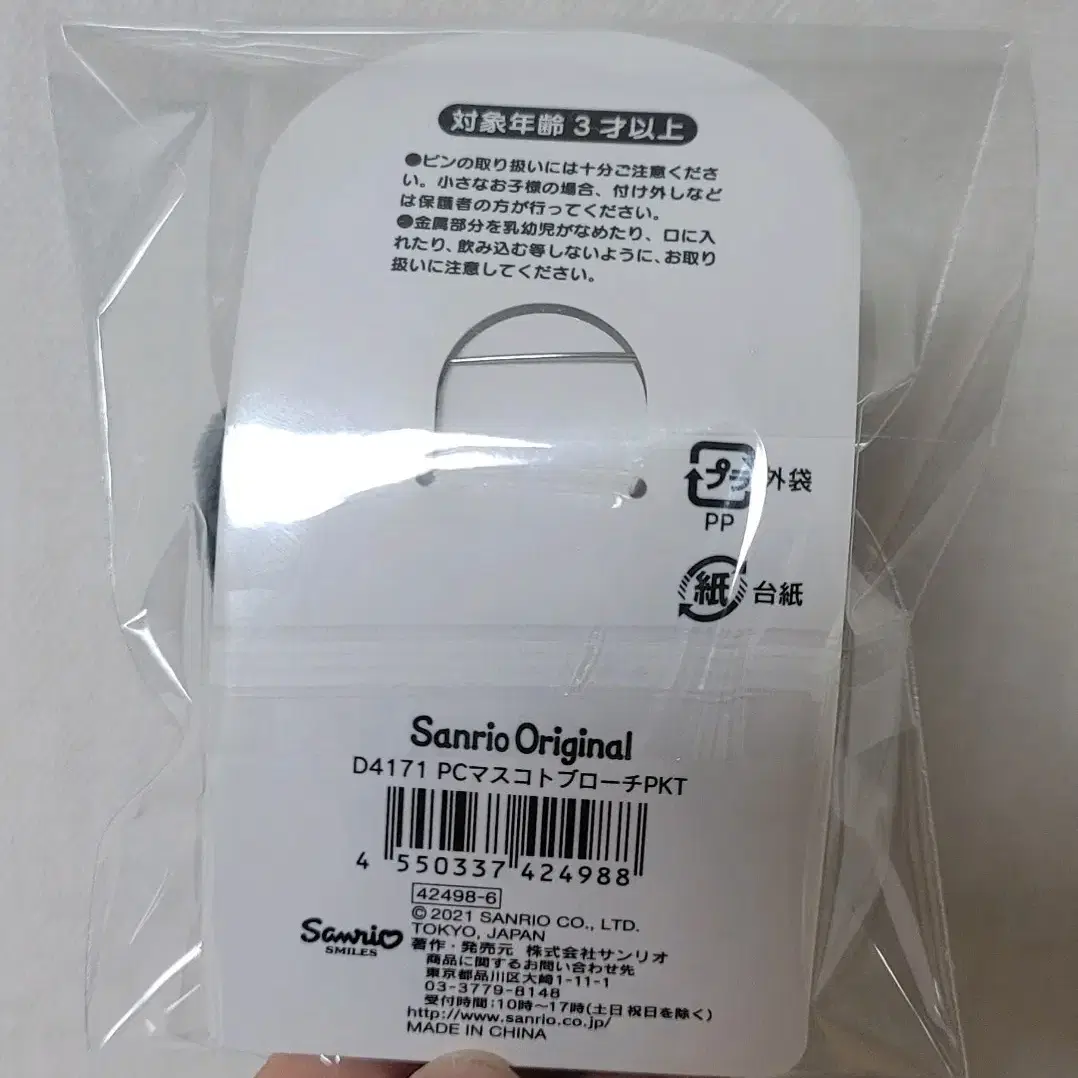 対象年齢3才以上
●ピンの取り扱いには十分ご注意くださ
い。小さなお子様の場合、付け外しなど
は保護者の方が行ってください。
●金属部分を乳幼児がなめたり、口に入
れたり、飲み込む等しないように、お取り
扱いに注意してください。
プラ 外袋
PP
紙 台紙
Sanrio Original
D4171 PCマスコトブローチPKT
4 550337 424988
42498-6
©2021 SANRIO CO., LTD.
TOKYO, JAPAN
Sanrio
SMILES
著作・発売元 株式会社サンリオ
商品に関するお問い合わせ先
東京都品川区大崎1-11-1
03-3779-8148
受付時間:10時~17時(土日 祝日を除く)
http://www.sanrio.co.jp/
MADE IN CHINA